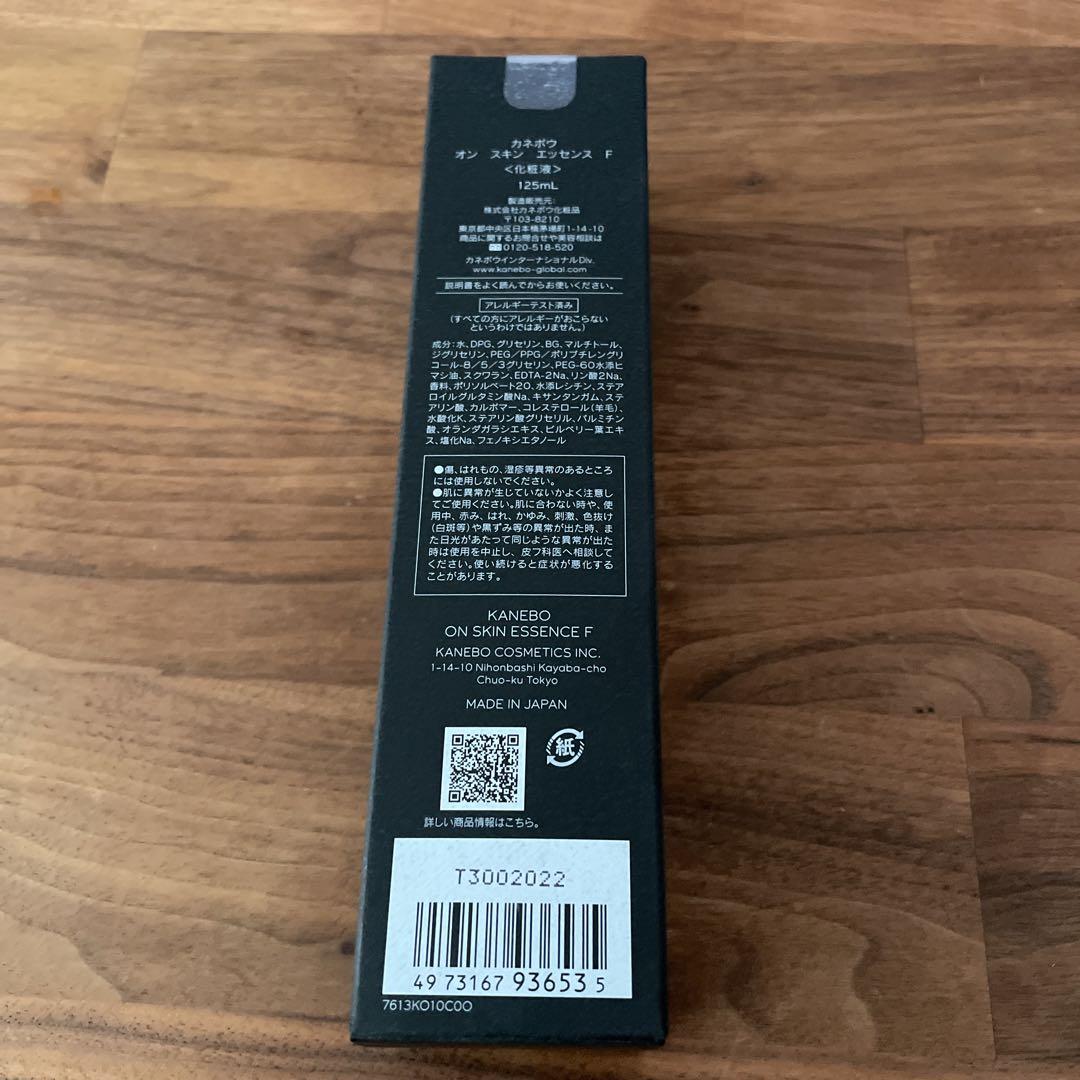 カネボウ
オン スキン エッセンス F
<化粧液>
125mL
製造販売元:
株式会社カネボウ化粧品
〒103-8210
東京都中央区日本橋茅場町1-14-10
商品に関するお問合せや美容相談は
0120-518-520
カネボウインターナショナルDiv.
www.kanebo-global.com
説明書をよく読んでからお使いください。
アレルギーテスト済み
(すべての方にアレルギーがおこらない
というわけではありません。)
成分:水、DPG、グリセリン、BG、マルチトール、
ジグリセリン、PEG/PPG/ポリブチレングリ
コール-8/5/3グリセリン、PEG-60水添ヒ
マシ油、スクワラン、EDTA-2Na、リン酸2Na、
香料、ポリソルベート20、水添レシチン、ステア
ロイルグルタミン酸Na、キサンタンガム、ステ
アリン酸、カルボマー、コレステロール(羊毛)、
水酸化K、ステアリン酸グリセリル、パルミチン
酸、オランダガラシエキス、ビルベリー葉エキ
ス、塩化Na、フェノキシエタノール
●傷、はれもの、湿疹等異常のあるところ
には使用しないでください。
●肌に異常が生じていないかよく注意し
てご使用ください。肌に合わない時や、使
用中、赤み、はれ、かゆみ、刺激、色抜け
(白斑等)や黒ずみ等の異常が出た時、ま
た日光があたって同じような異常が出た
時は使用を中止し、皮フ科医へ相談して
ください。使い続けると症状が悪化する
ことがあります。
KANEBO
ON SKIN ESSENCE F
KANEBO COSMETICS INC.
1-14-10 Nihonbashi Kayaba-cho
Chuo-ku Tokyo
MADE IN JAPAN
紙
詳しい商品情報はこちら。
T3002022
49 73167 93653 5
7613KO10C0O